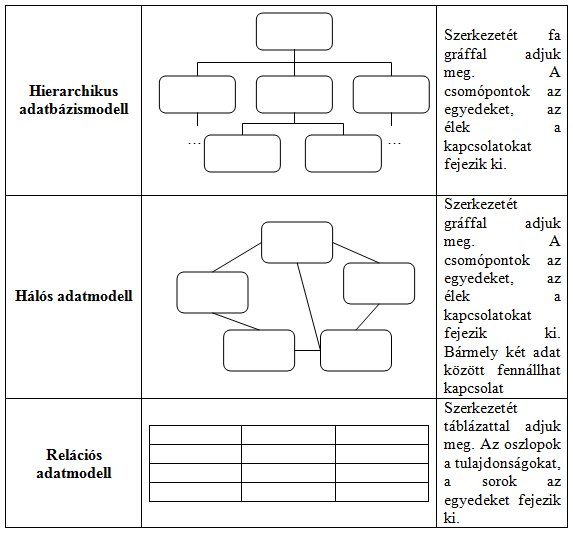 Hierarchikus
adatbázismodell
...
...
Szerkezetét fa
gráffal adjuk
meg. A
csomópontok az
egyedeket, az
élek a
kapcsolatokat
fejezik ki.
Hálós adatmodell
Szerkezetét
gráffal adjuk
meg. A
csomópontok az
egyedeket, az
élek a
kapcsolatokat
fejezik ki.
Bármely két adat
között fennállhat
kapcsolat
Relációs
adatmodell
Szerkezetét
táblázattal adjuk
meg. Az oszlopok
a tulajdonságokat,
a sorok az
egyedeket fejezik
ki.